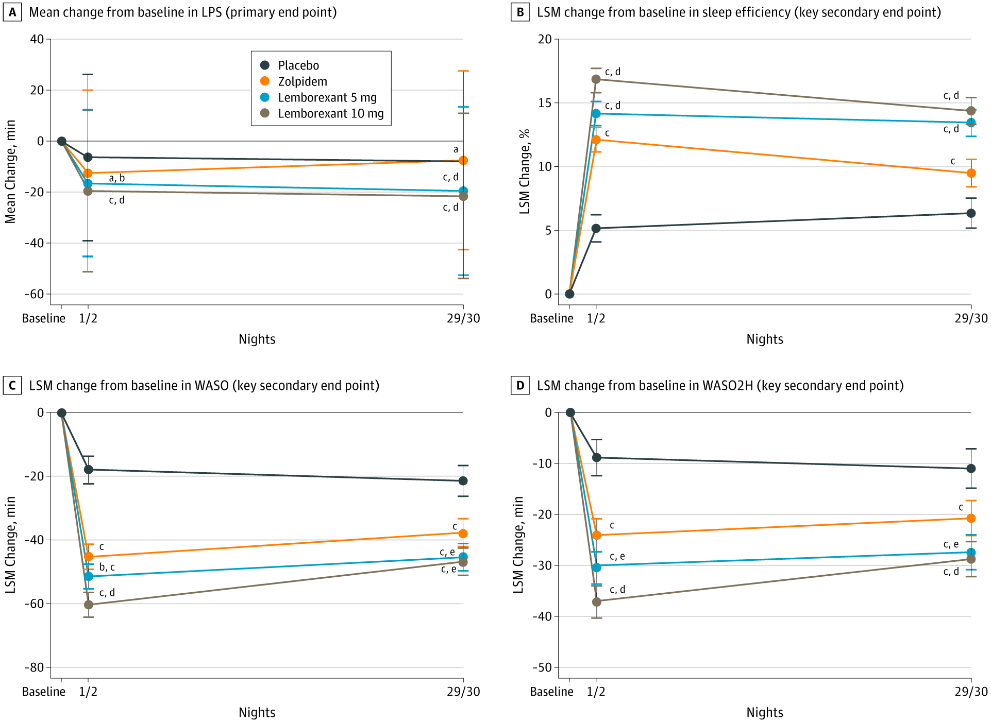 A Mean change from baseline in LPS (primary end point)
40
20
0
-20
-40
-60
Mean Change, min
Placebo
Zolpidem
Lemborexant 5 mg
Lemborexant 10 mg
a
a, b
c, d
c, d
c, d
Baseline 1/2 29/30
Nights
B LSM change from baseline in sleep efficiency (key secondary end point)
20
15
10
5
0
LSM Change, %
c, d
c, d
c, d
c, d
c
c
Baseline 1/2 29/30
Nights
C LSM change from baseline in WASO (key secondary end point)
0
-20
-40
-60
-80
LSM Change, min
c
c
c, e
b, c
c, e
c, d
Baseline 1/2 29/30
Nights
D LSM change from baseline in WASO2H (key secondary end point)
0
-10
-20
-30
-40
-50
LSM Change, min
c
c
c, e
c, e
c, d
c, d
Baseline 1/2 29/30
Nights